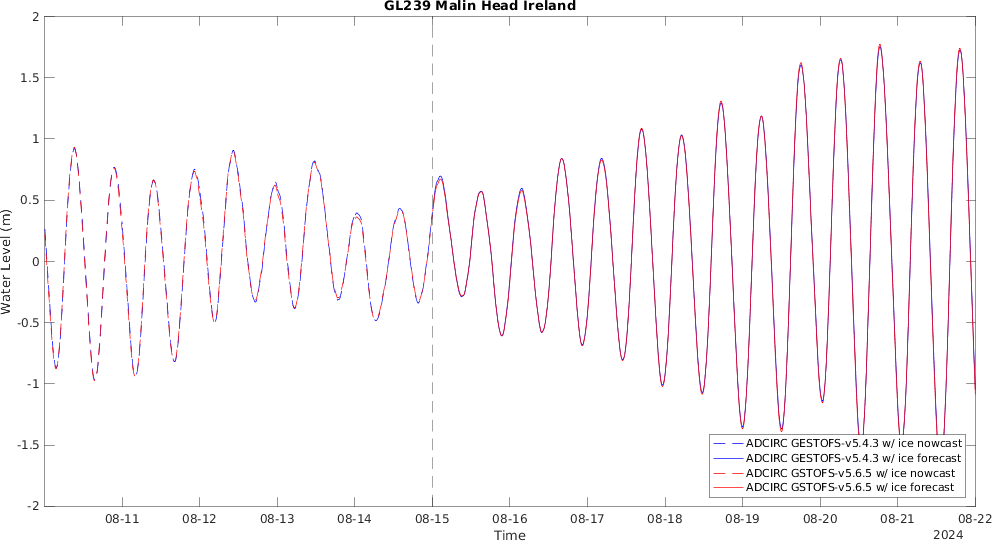 GL239 Malin Head Ireland
Water Level (m)
2
1.5
1
0.5
0
-0.5
-1
-1.5
-2
ADCIRC GESTOFS-v5.4.3 w/ ice nowcast
ADCIRC GESTOFS-v5.4.3 w/ ice forecast
ADCIRC GSTOFS-v5.6.5 w/ ice nowcast
ADCIRC GSTOFS-v5.6.5 w/ ice forecast
08-11 08-12 08-13 08-14 08-15 08-16 08-17 08-18 08-19 08-20 08-21 08-22
Time
2024